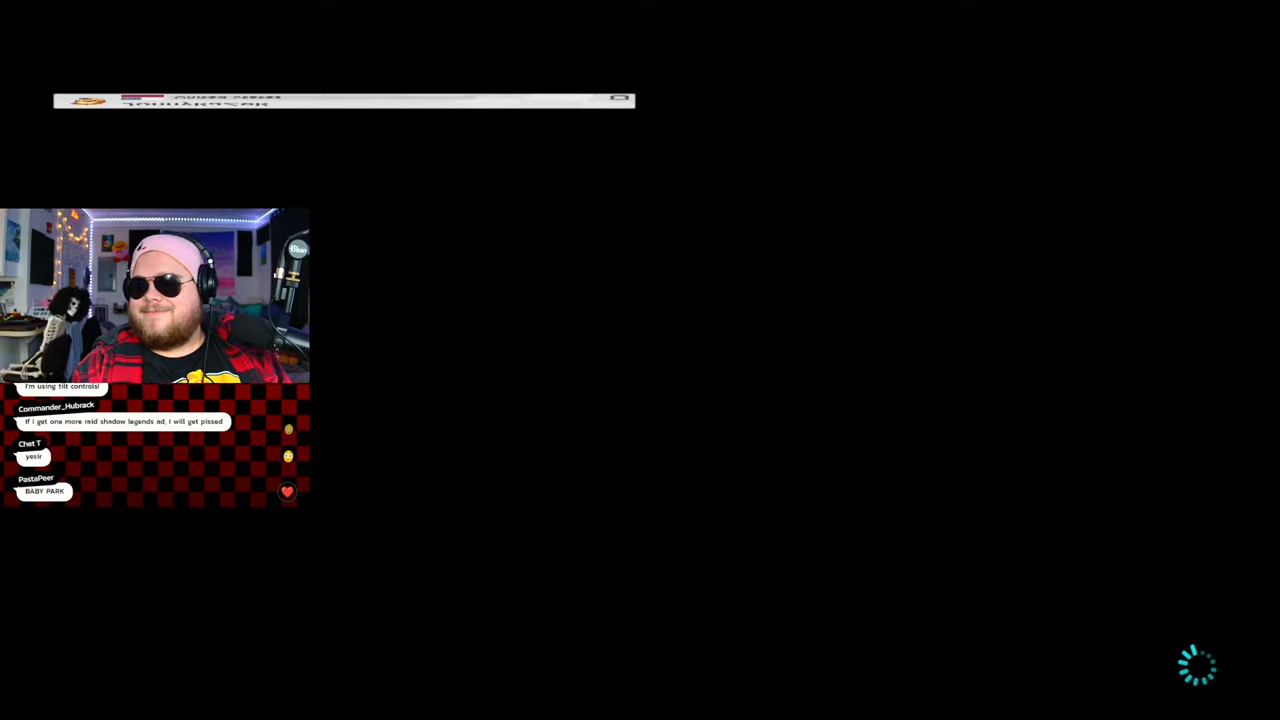 Blue
I'm using tilt controls!
Commander_Hubrack
If I get one more raid shadow legends ad, I will get pissed
Chet T
yesir
PastaPeer
BABY PARK